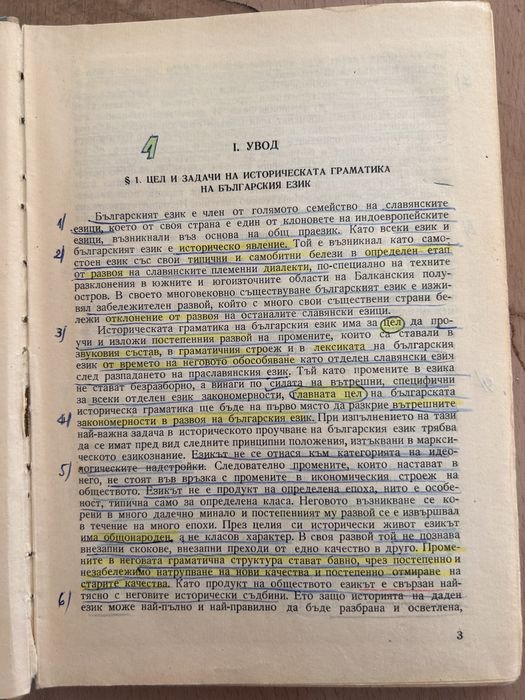 1
I. УВОД
§ 1. ЦЕЛ И ЗАДАЧИ НА ИСТОРИЧЕСКАТА ГРАМАТИКА
НА БЪЛГАРСКИЯ ЕЗИК
1/ Българският език е член от голямото семейство на славянските
езици, което от своя страна е един от клоновете на индоевропейските
езици, възникнали въз основа на общ праезик. Като всеки език и
2/ българският език е историческо явление. Той е възникнал като само-
стоен език със свои типични и самобитни белези в определен етап
от развоя на славянските племенни диалекти, по-специално на техните
разклонения в южните и югоизточните области на Балканския полу-
остров. В своето многовековно съществуване българският език е изжи-
вял забележителен развой, който с много свои съществени страни бе-
лежи отклонение от развоя на останалите славянски езици.
3/ Историческата граматика на българския език има за цел да про-
учи и изложи постепенния развой на промените, които са ставали в
звуковия състав, в граматичния строеж и в лексиката на българския
език от времето на неговото обособяване като отделен славянски език
след разпадането на праславянския език. Тъй като промените в езика
не стават безразборно, а винаги по силата на вътрешни, специфични
за всеки отделен език закономерности, главната цел на българската
историческа граматика ще бъде на първо място да разкрие вътрешните
4/ закономерности в развоя на българския език. При изпълнението на тази
най-важна задача в историческото проучване на българския език трябва
да се имат пред вид следните принципни положения, изтъквани в маркси-
ческото езикознание. Езикът не се отнася към категорията на идео-
5/ логическите надстройки. Следователно промените, които настават в
него, не стоят във връзка с промените в икономическия строеж на
обществото. Езикът не е продукт на определена епоха, нито е особе-
ност, типична само за определена класа. Неговото възникване се ко-
рени в много далечно минало и постепенният му развой се е извършвал
в течение на много епохи. През целия си исторически живот езикът
има общонароден, а не класов характер. В своя развой той не познава
внезапни скокове, внезапни преходи от едно качество в друго. Проме-
ните в неговата граматична структура стават бавно, чрез постепенно и
незабележимо натрупване на нови качества и постепенно отмиране на
старите качества. Като продукт на обществото езикът е свързан най-
6/ тясно с неговите исторически съдбини. Ето защо историята на даден
език може най-пълно и най-правилно да бъде разбрана и осветлена,
3